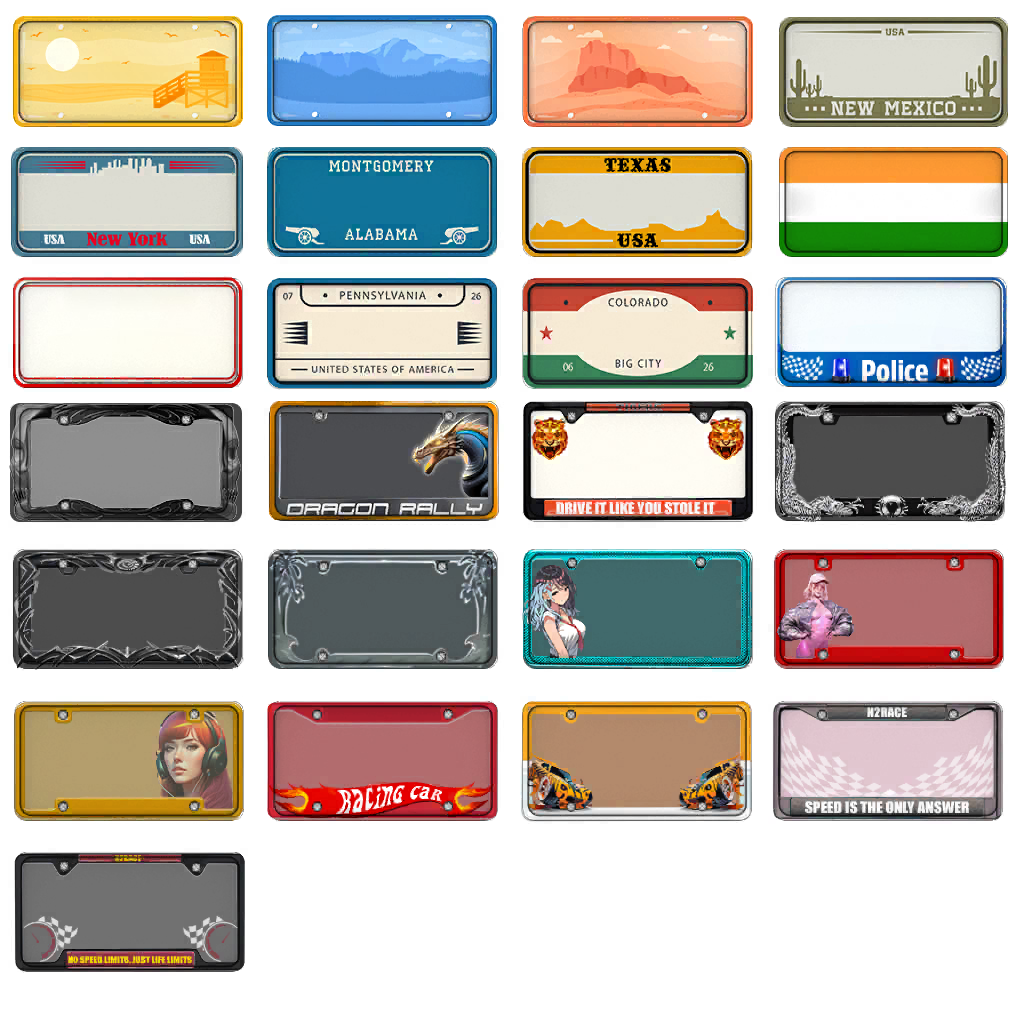 USA
NEW MEXICO
USA New York USA
MONTGOMERY
ALABAMA
TEXAS
USA
07 PENNSYLVANIA 26
UNITED STATES OF AMERICA
COLORADO
BIG CITY
06 26
Police
DRAGON RALLY
DRIVE IT LIKE YOU STOLE IT
RACING CAR
N2RACE
SPEED IS THE ONLY ANSWER
NO SPEED LIMITS, JUST LIFE LIMITS